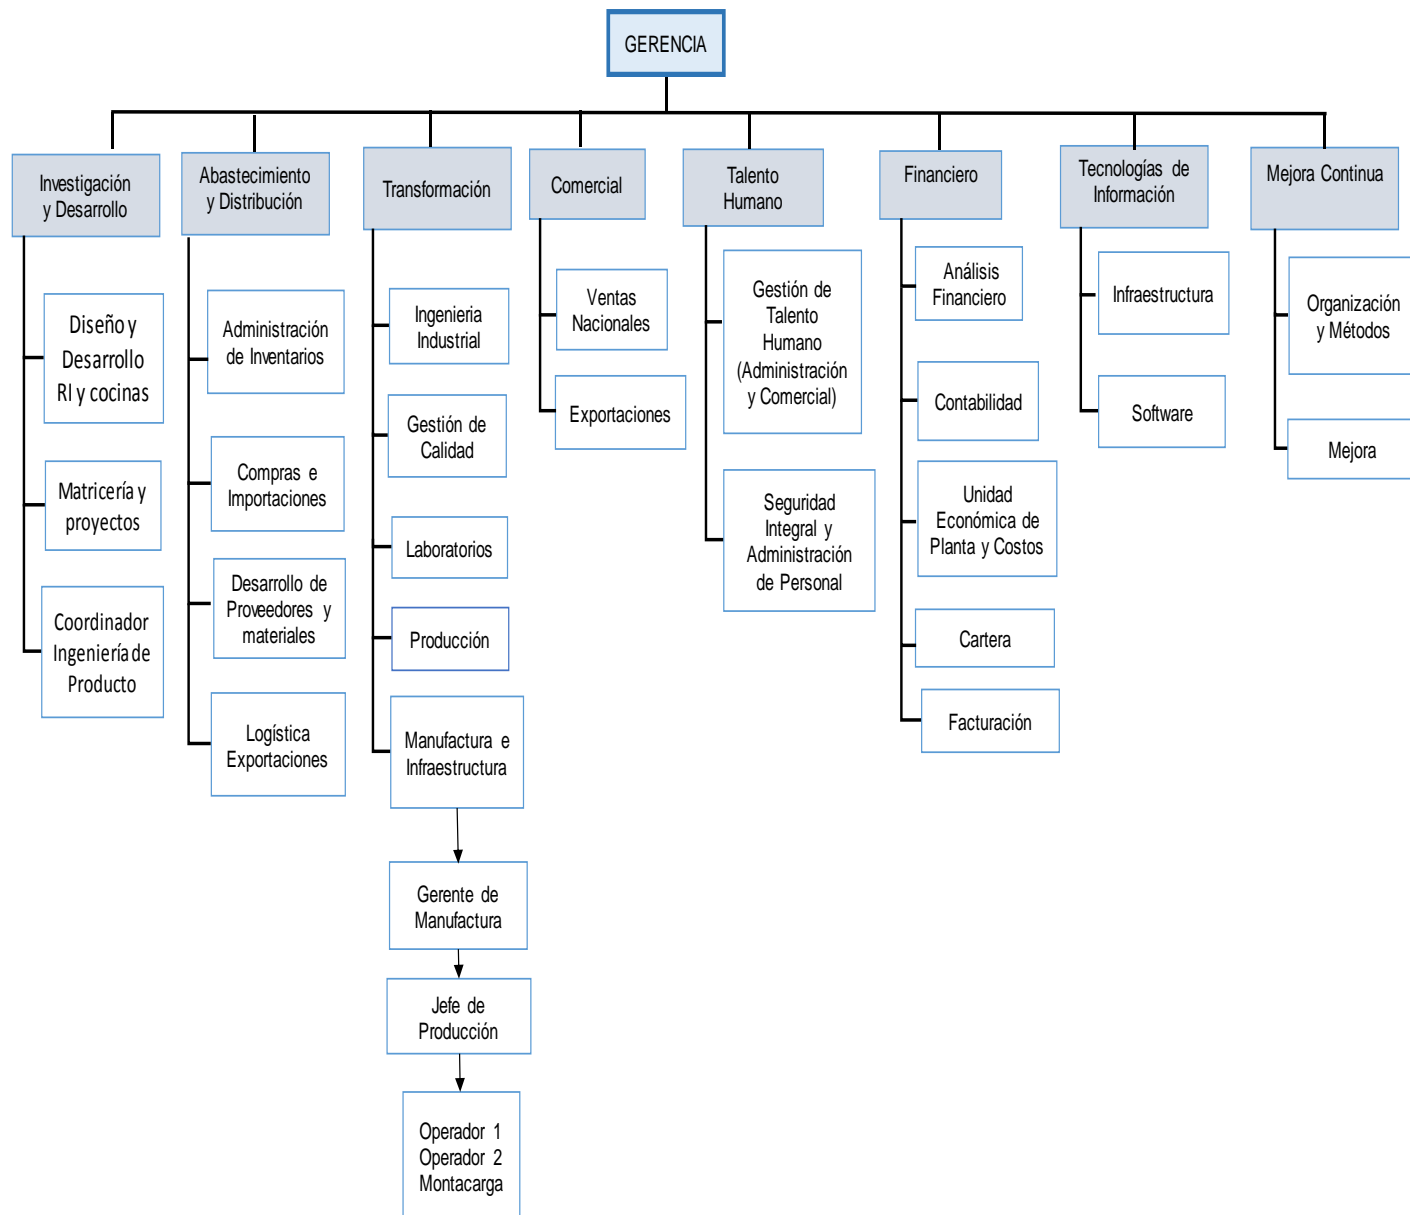 GERENCIA
Investigación
y Desarrollo
Abastecimiento
y Distribución
Transformación
Comercial
Talento
Humano
Financiero
Tecnologías de
Información
Mejora Continua
Diseño y
Desarrollo
RI y cocinas
Matricería y
proyectos
Coordinador
Ingeniería de
Producto
Administración
de Inventarios
Compras e
Importaciones
Desarrollo de
Proveedores y
materiales
Logística
Exportaciones
Ingenieria
Industrial
Gestión de
Calidad
Laboratorios
Producción
Manufactura e
Infraestructura
Gerente de
Manufactura
Jefe de
Producción
Operador 1
Operador 2
Montacarga
Ventas
Nacionales
Exportaciones
Gestión de
Talento
Humano
(Administración
y Comercial)
Seguridad
Integral y
Administración
de Personal
Análisis
Financiero
Contabilidad
Unidad
Económica de
Planta y Costos
Cartera
Facturación
Infraestructura
Software
Organización
y Métodos
Mejora